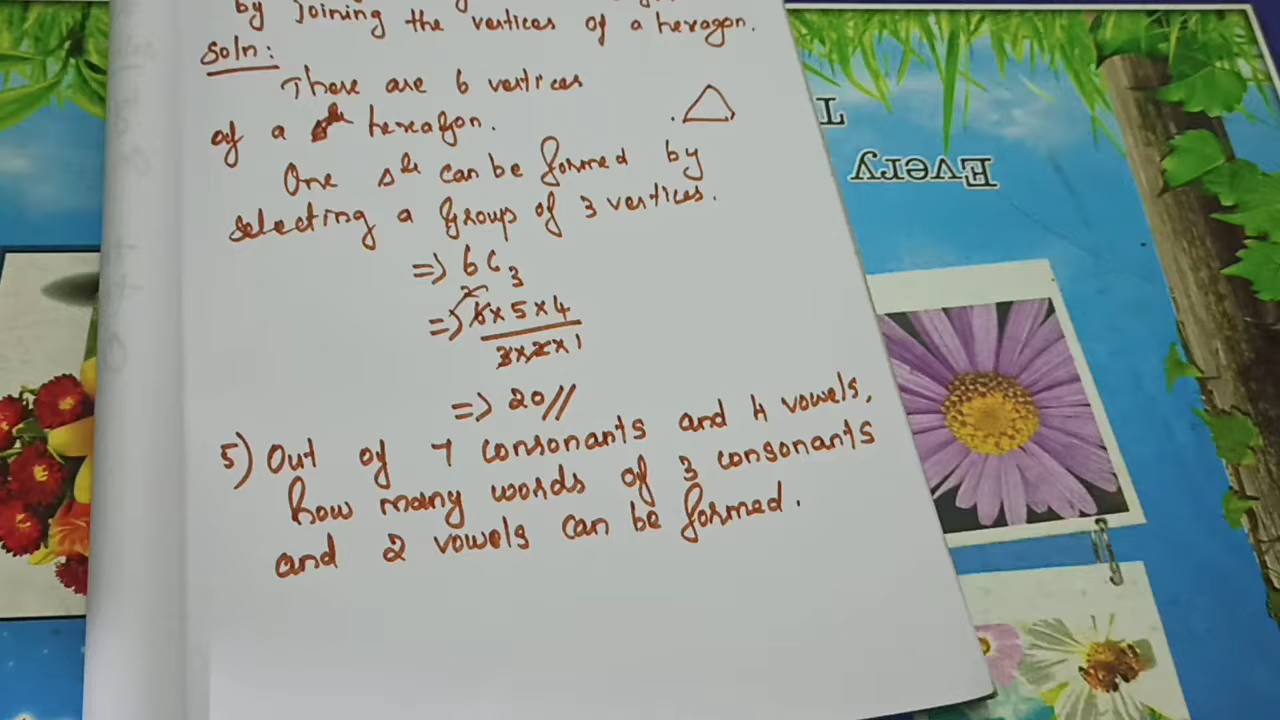 by joining the vertices of a hexagon.
Soln:
There are 6 vertices
of a hexagon.
One Δle can be formed by
selecting a group of 3 vertices.
=> 6C3
=> 6×5×4
3×2×1
=> 20//
5) Out of 7 consonants and 4 vowels,
how many words of 3 consonants
and 2 vowels can be formed.
T
Every